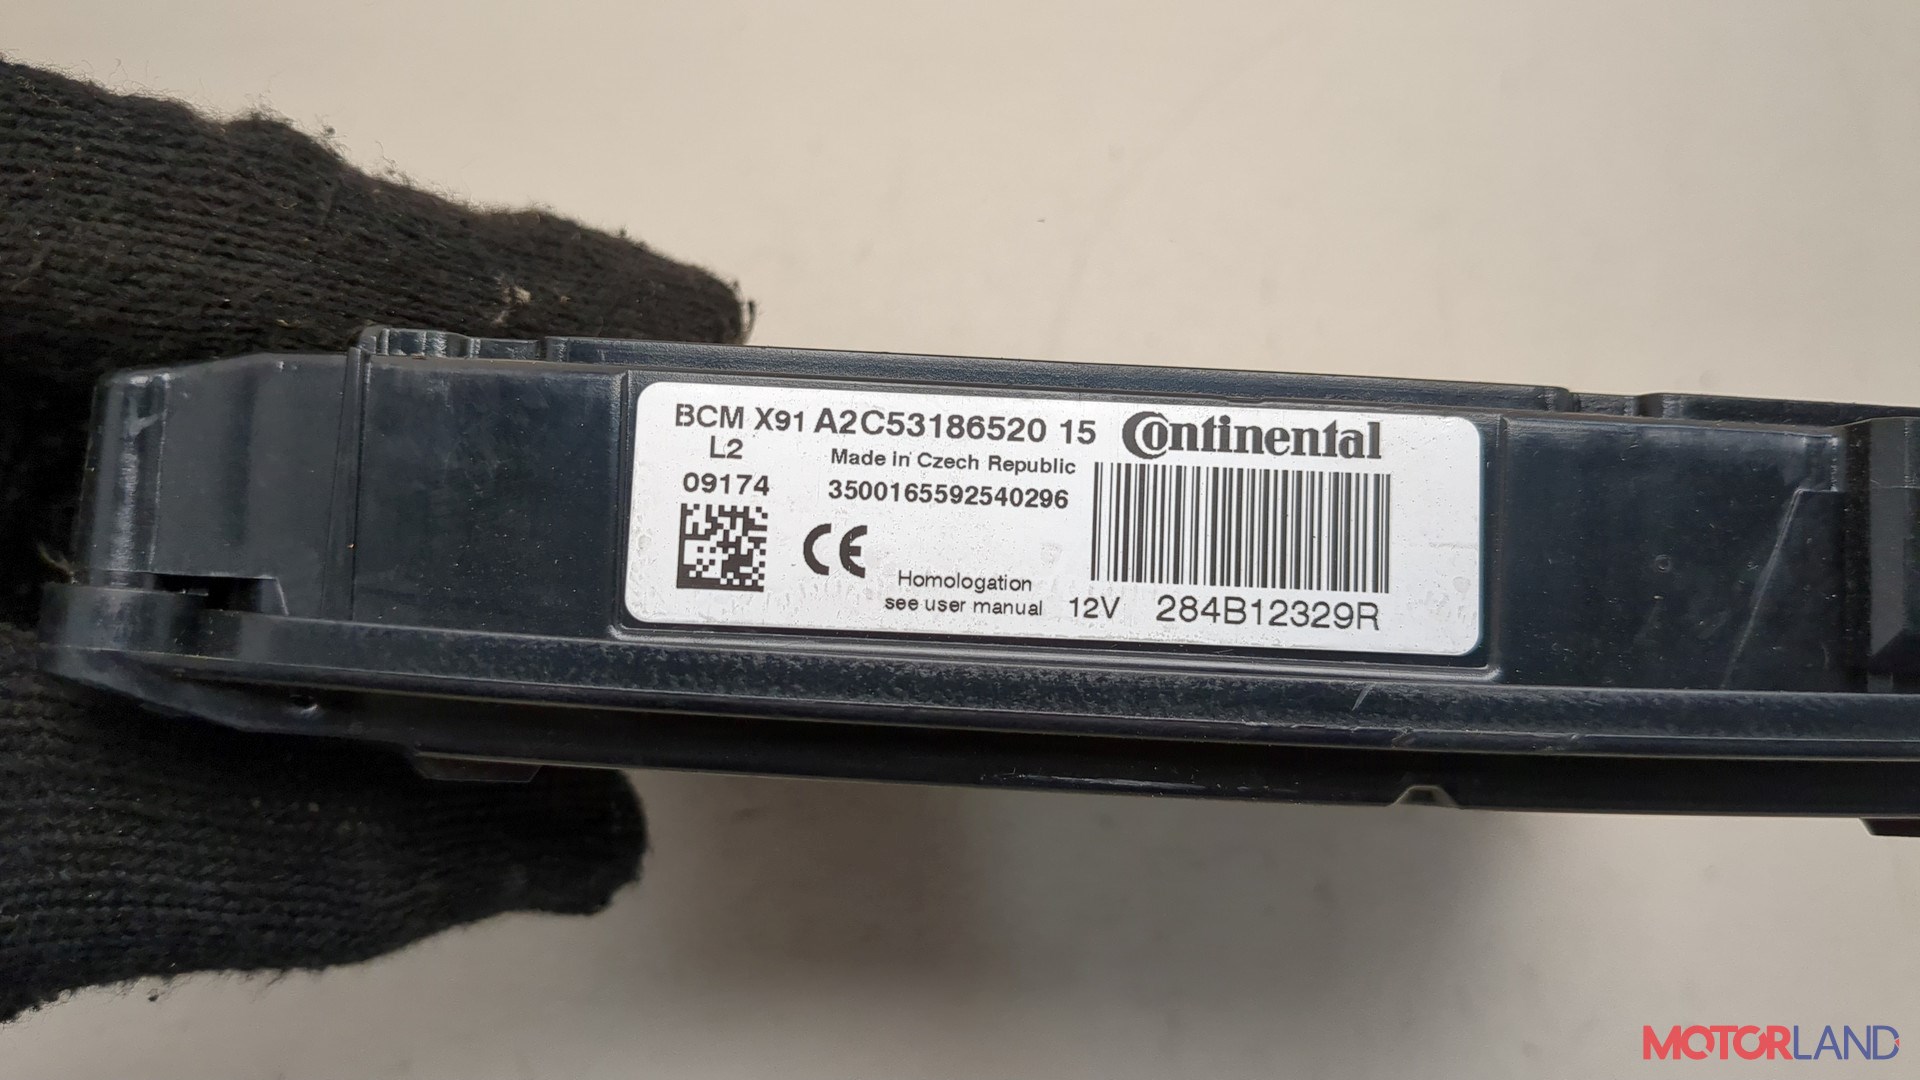 BCM X91 A2C53186520 15 Continental
L2
Made in Czech Republic
09174
3500165592540296
CE
Homologation
see user manual
12V
284B12329R
MOTORLAND